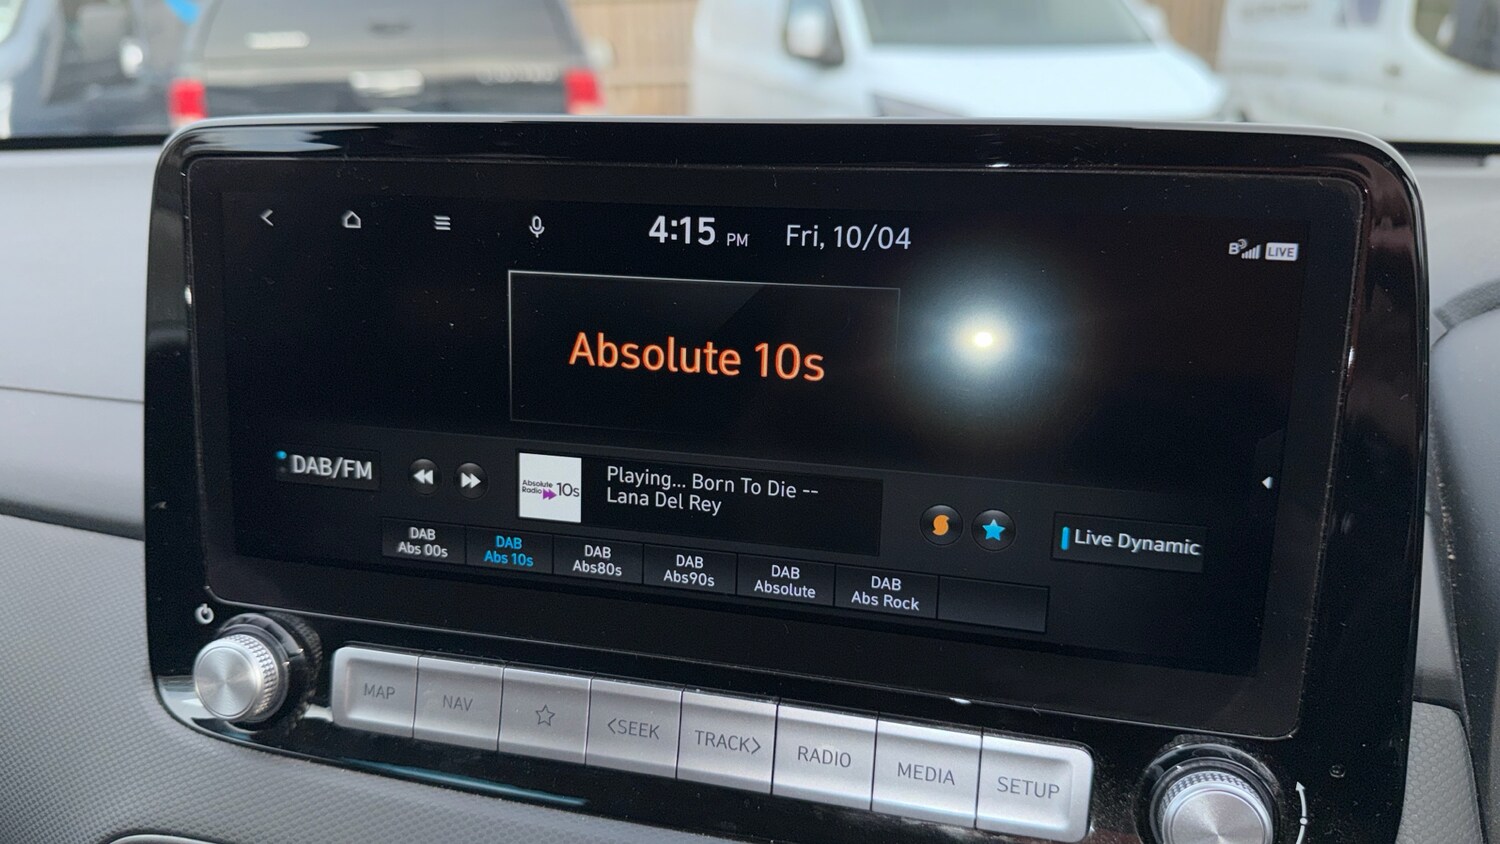 4:15 PM Fri, 10/04
LIVE
Absolute 10s
DAB/FM
Absolute
Radio 10s
Playing... Born To Die --
Lana Del Rey
Live Dynamic
DAB
Abs 00s
DAB
Abs 10s
DAB
Abs80s
DAB
Abs90s
DAB
Absolute
DAB
Abs Rock
MAP
NAV
<SEEK
TRACK>
RADIO
MEDIA
SETUP